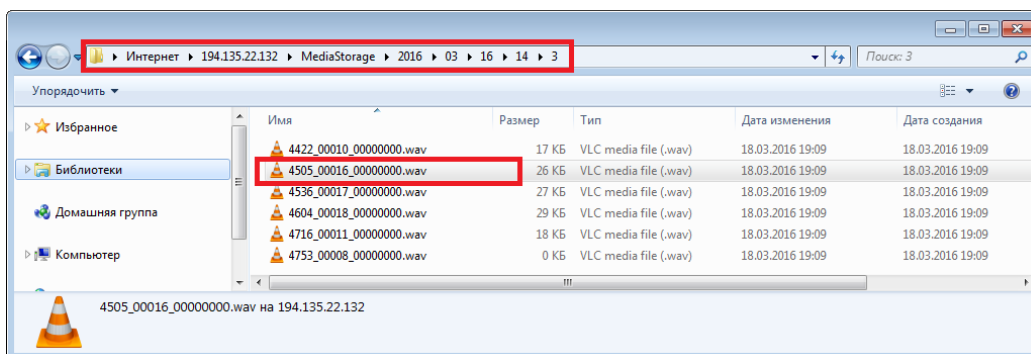 Интернет 194.135.22.132 MediaStorage 2016 03 16 14 3 Поиск: 3
Упорядочить
Избранное
Библиотеки
Домашняя группа
Компьютер
Имя Размер Тип Дата изменения Дата создания
4422_00010_00000000.wav 17 КБ VLC media file (.wav) 18.03.2016 19:09 18.03.2016 19:09
4505_00016_00000000.wav 26 КБ VLC media file (.wav) 18.03.2016 19:09 18.03.2016 19:09
4536_00017_00000000.wav 27 КБ VLC media file (.wav) 18.03.2016 19:09 18.03.2016 19:09
4604_00018_00000000.wav 29 КБ VLC media file (.wav) 18.03.2016 19:09 18.03.2016 19:09
4716_00011_00000000.wav 18 КБ VLC media file (.wav) 18.03.2016 19:09 18.03.2016 19:09
4753_00008_00000000.wav 0 КБ VLC media file (.wav) 18.03.2016 19:09 18.03.2016 19:09
4505_00016_00000000.wav на 194.135.22.132